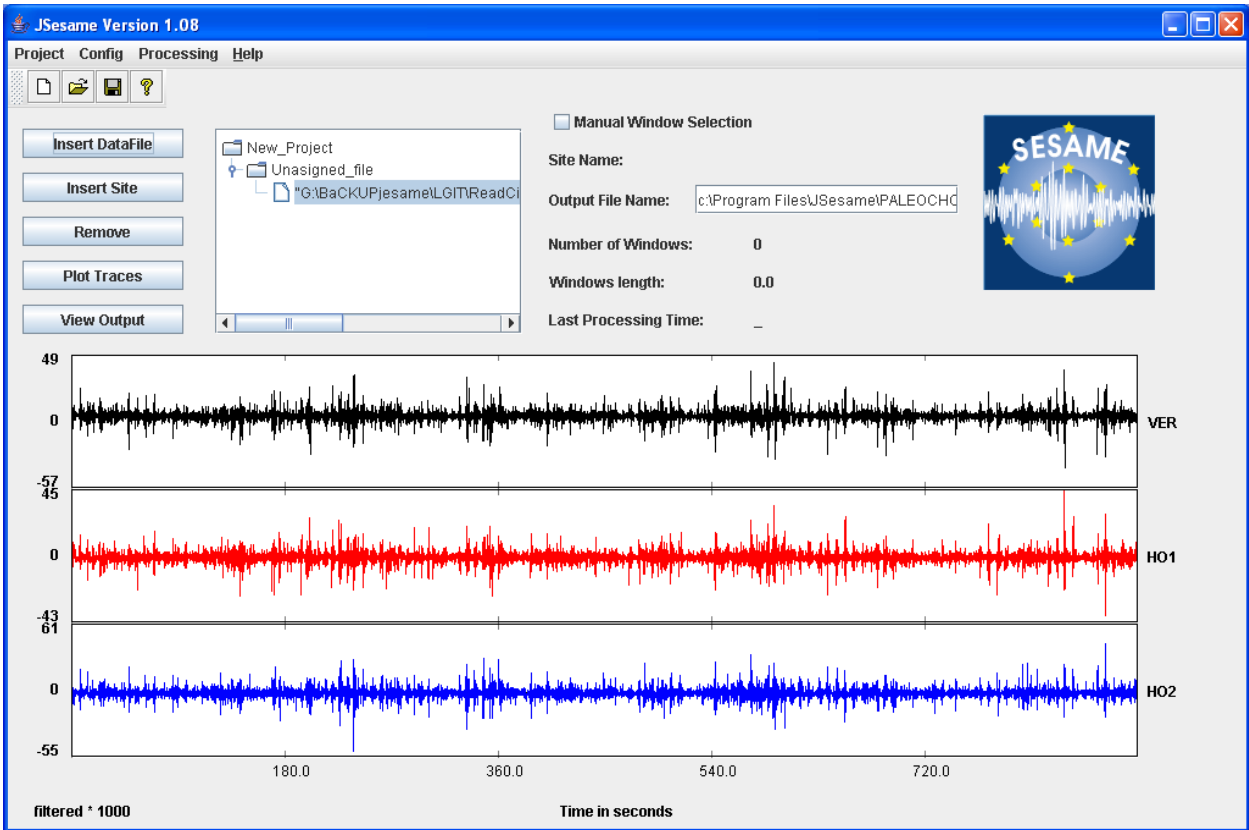 JSesame Version 1.08
Project Config Processing Help
Insert DataFile
Insert Site
Remove
Plot Traces
View Output
New_Project
Unasigned_file
"G:\BaCKUPjesame\LGIT\ReadCi
Manual Window Selection
Site Name:
Output File Name: c:\Program Files\JSesame\PALEOCHO
Number of Windows: 0
Windows length: 0.0
Last Processing Time: _
SESAME
49
0
-57
VER
45
0
-43
HO1
61
0
-55
HO2
180.0 360.0 540.0 720.0
filtered * 1000 Time in seconds